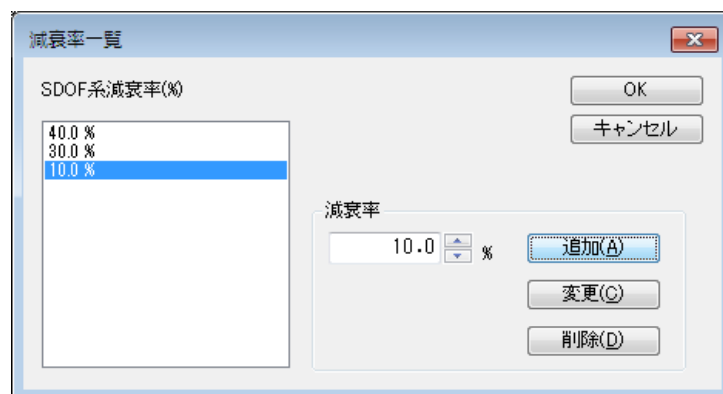 減衰率一覧
SDOF系減衰率(%)
OK
キャンセル
40.0 %
30.0 %
10.0 %
減衰率
10.0 %
追加(A)
変更(C)
削除(D)